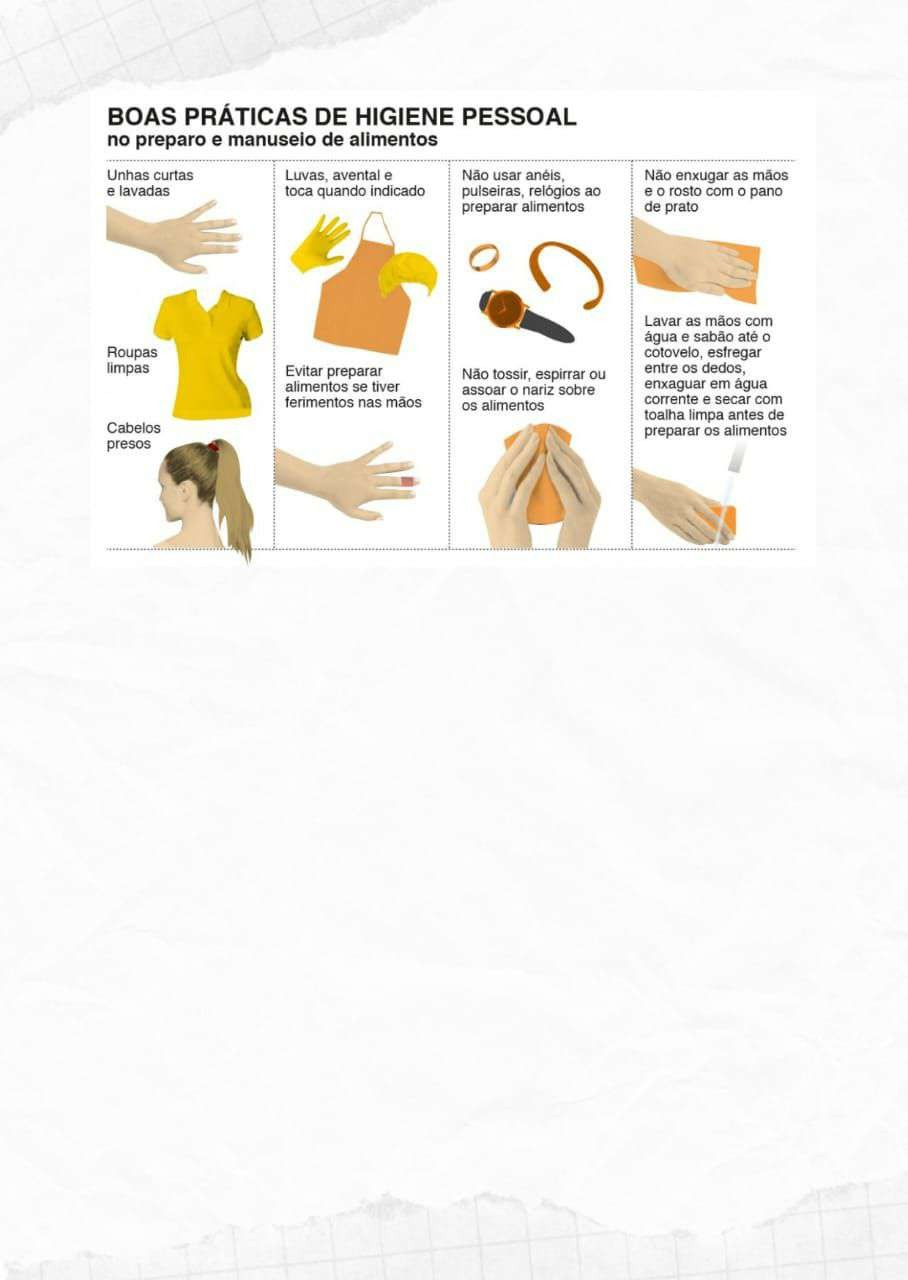 BOAS PRÁTICAS DE HIGIENE PESSOAL
no preparo e manuseio de alimentos
Unhas curtas
e lavadas
Roupas
limpas
Cabelos
presos
Luvas, avental e
toca quando indicado
Evitar preparar
alimentos se tiver
ferimentos nas mãos
Não usar anéis,
pulseiras, relógios ao
preparar alimentos
Não tossir, espirrar ou
assoar o nariz sobre
os alimentos
Não enxugar as mãos
e o rosto com o pano
de prato
Lavar as mãos com
água e sabão até o
cotovelo, esfregar
entre os dedos,
enxaguar em água
corrente e secar com
toalha limpa antes de
preparar os alimentos